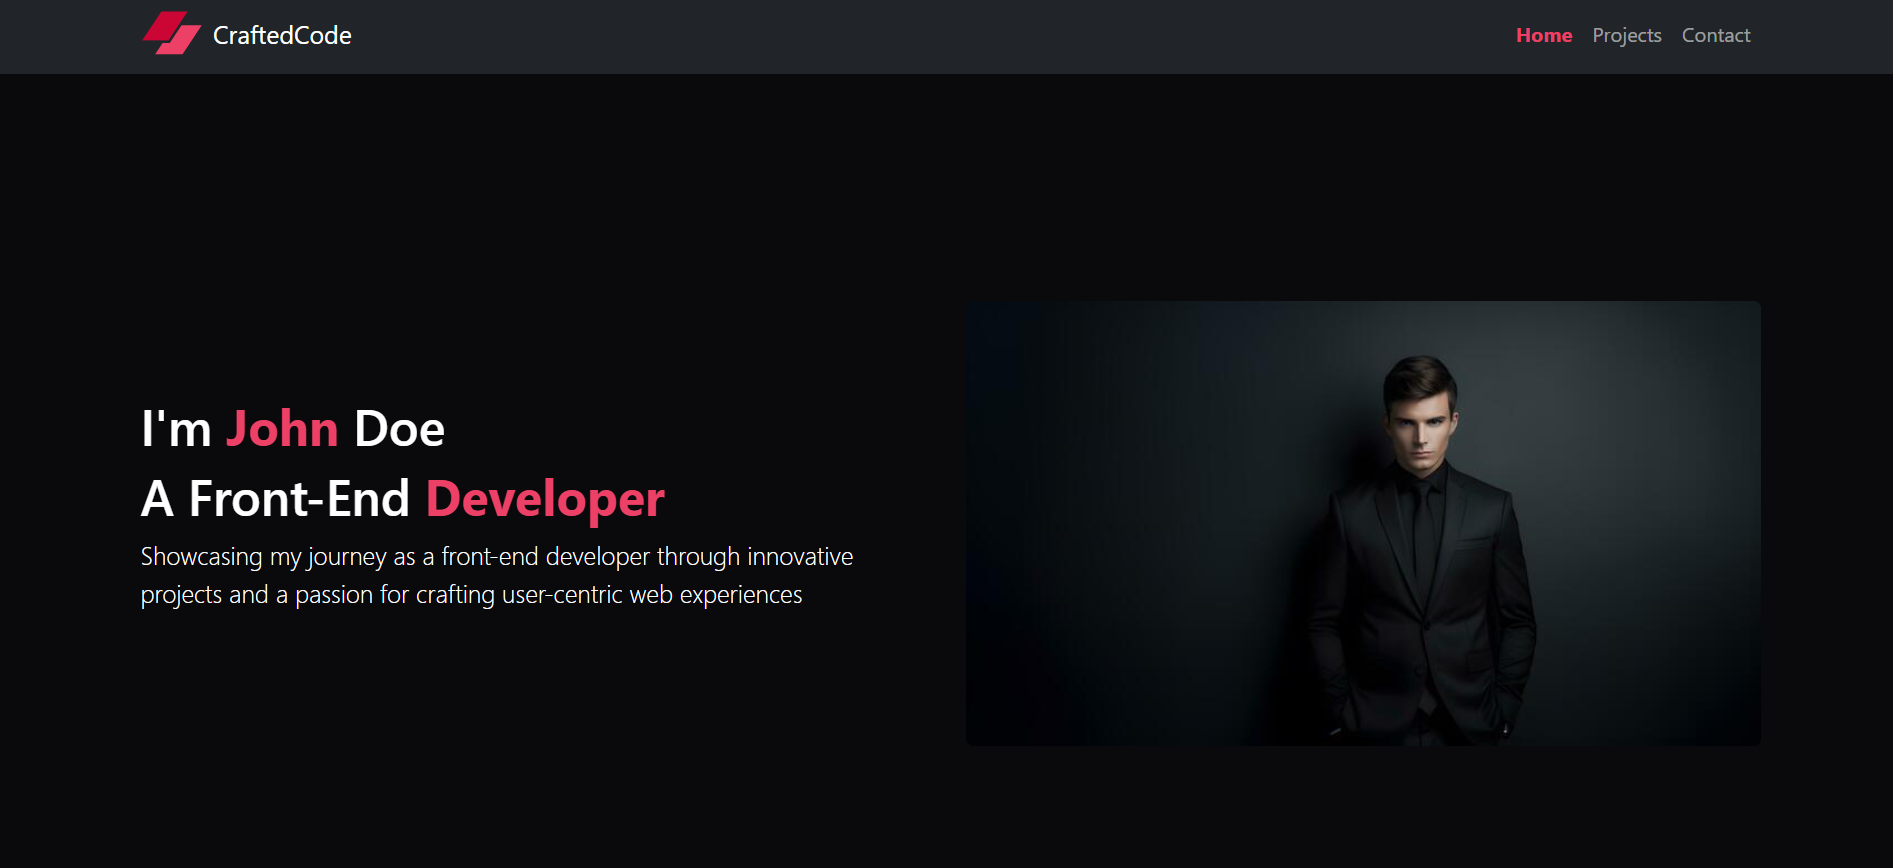 CraftedCode
Home Projects Contact
I'm John Doe
A Front-End Developer
Showcasing my journey as a front-end developer through innovative
projects and a passion for crafting user-centric web experiences